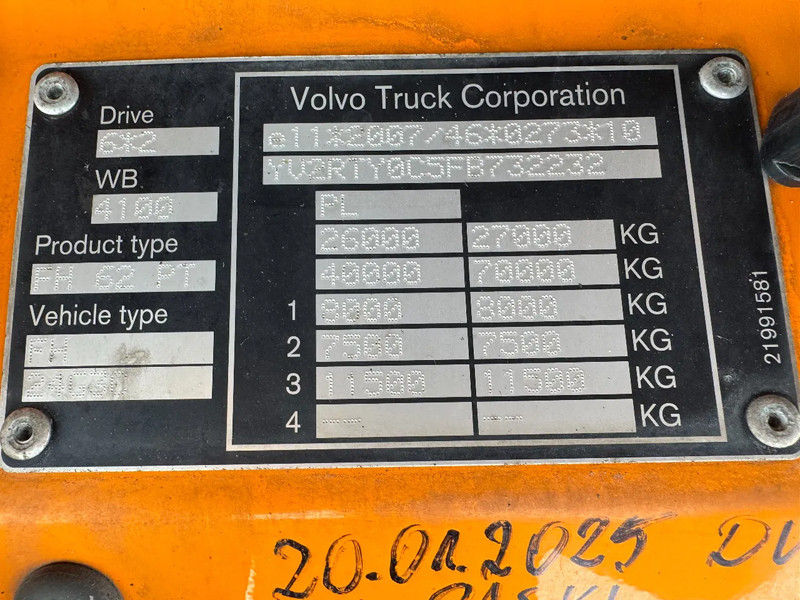 Drive
6*2
WB
4100
Product type
FH 62 PT
Vehicle type
FH
Volvo Truck Corporation
e11*2007/46*0273*10
YV2RTY0C5FB732232
PL
26000 27000 KG
40000 70000 KG
1 8000 8000 KG
2 7500 7500 KG
3 11500 11500 KG
4 --- --- KG
21991581
20.01.2025